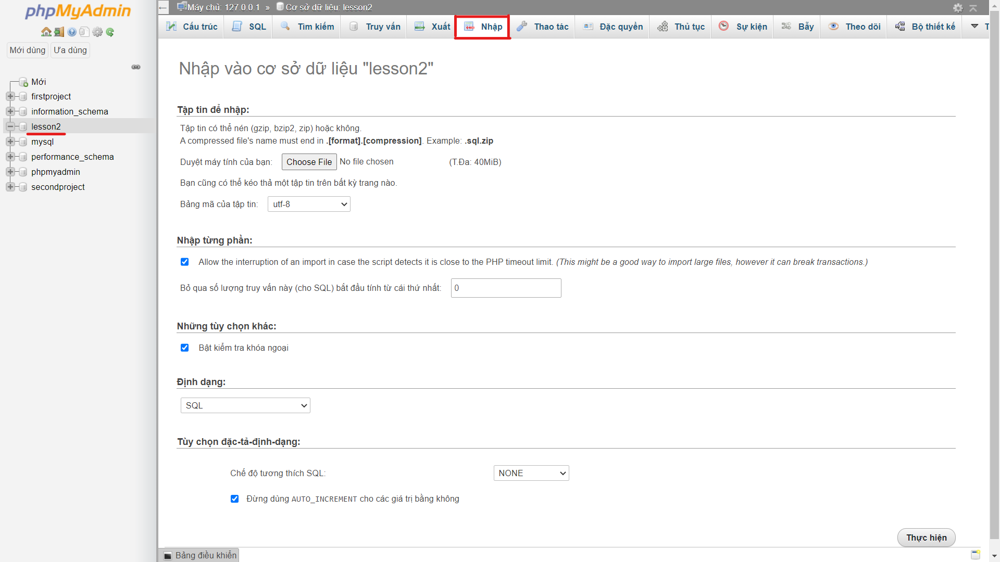 phpMyAdmin
Mới dùng Ưa dùng
Mới
firstproject
information_schema
lesson2
mysql
performance_schema
phpmyadmin
secondproject
← Máy chủ: 127.0.0.1 » Cơ sở dữ liệu: lesson2
Cấu trúc SQL Tìm kiếm Truy vấn Xuất Nhập Thao tác Đặc quyền Thủ tục Sự kiện Bẫy Theo dõi Bộ thiết kế
Nhập vào cơ sở dữ liệu "lesson2"
Tập tin để nhập:
Tập tin có thể nén (gzip, bzip2, zip) hoặc không.
A compressed file's name must end in .[format].[compression]. Example: .sql.zip
Duyệt máy tính của bạn: Choose File No file chosen (T.Đa: 40MiB)
Bạn cũng có thể kéo thả một tập tin trên bất kỳ trang nào.
Bảng mã của tập tin: utf-8
Nhập từng phần:
Allow the interruption of an import in case the script detects it is close to the PHP timeout limit. (This might be a good way to import large files, however it can break transactions.)
Bỏ qua số lượng truy vấn này (cho SQL) bắt đầu tính từ cái thứ nhất: 0
Những tùy chọn khác:
Bật kiểm tra khóa ngoại
Định dạng:
SQL
Tùy chọn đặc-tả-định-dạng:
Chế độ tương thích SQL: NONE
Đừng dùng AUTO_INCREMENT cho các giá trị bằng không
Thực hiện
Bảng điều khiển